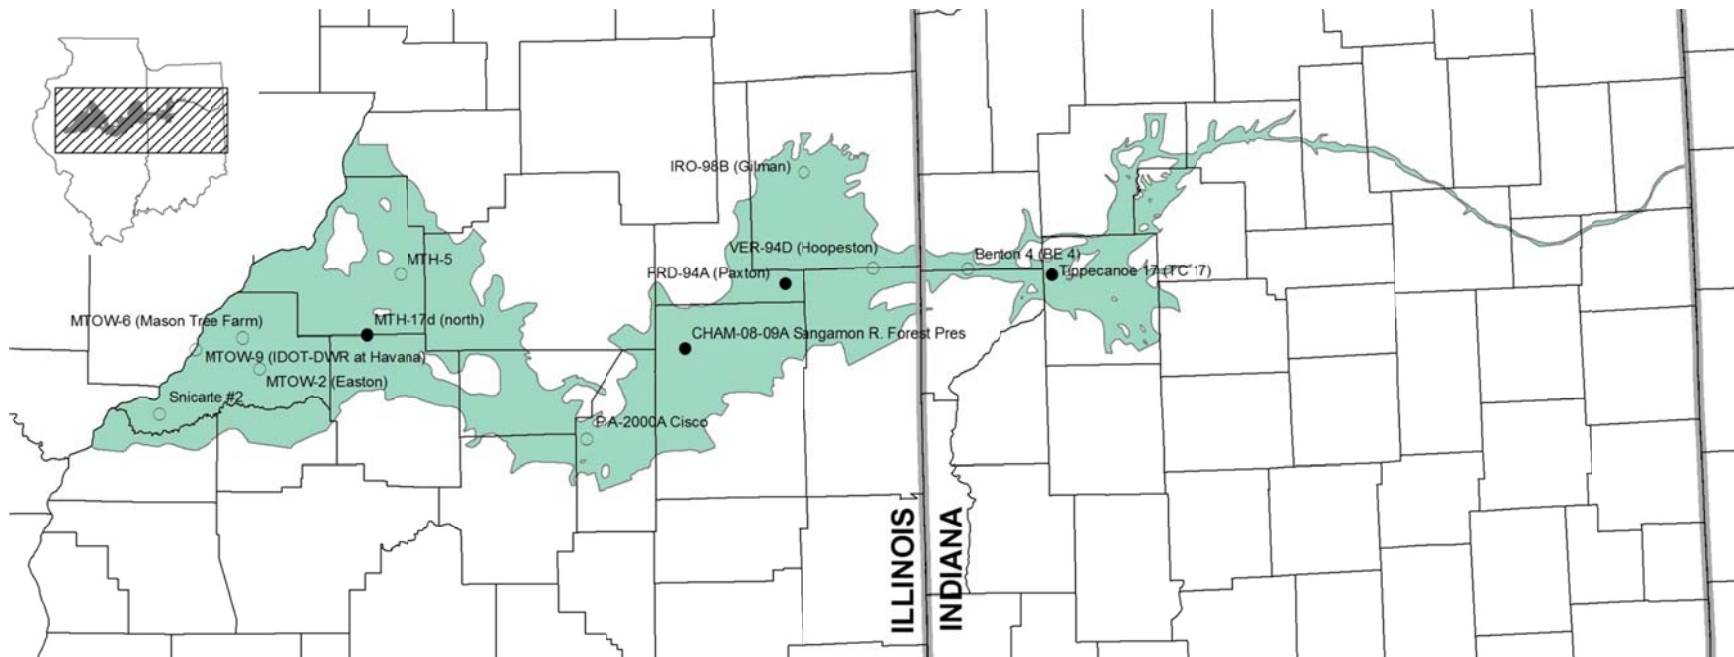 IRO-98B (Gilman)
VER-94D (Hoopeston)
Benton 4 (BE 4)
MTH-5
FRD-94A (Paxton)
Tippecanoe 17 (TC 17)
MTOW-6 (Mason Tree Farm)
MTH-17d (north)
CHAM-08-09A Sangamon R. Forest Pres
MTOW-9 (IDOT-DWR at Havana)
MTOW-2 (Easton)
Snicarte #2
PIA-2000A Cisco
ILLINOIS
INDIANA